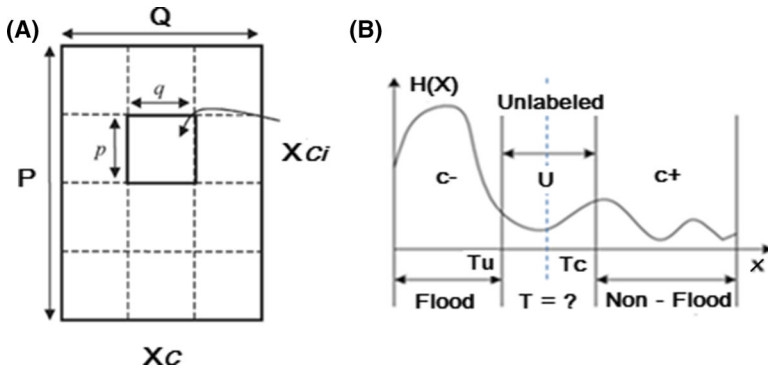 (A)
Q
q
p
P
Xci
Xc
(B)
H(X)
Unlabeled
c-
U
c+
Tu
Tc
x
Flood
T = ?
Non - Flood